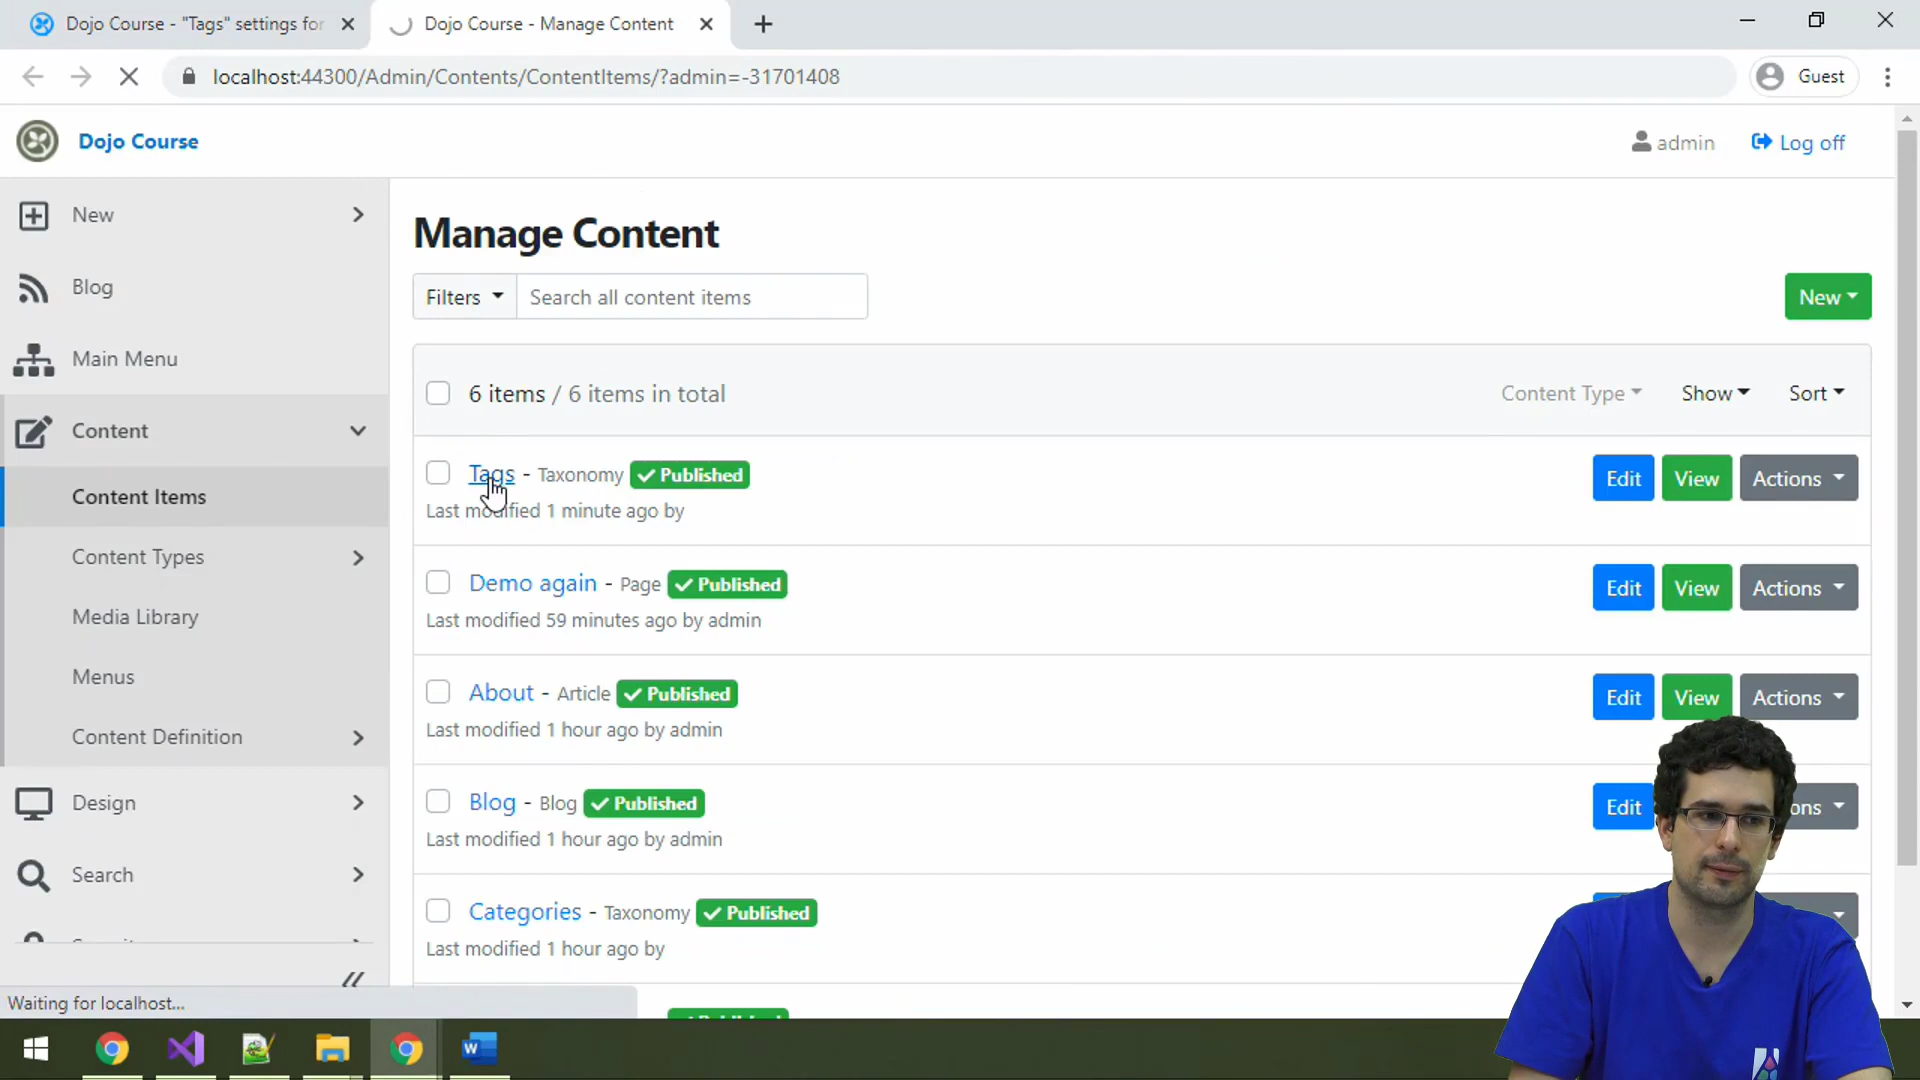 Dojo Course - "Tags" settings for
Dojo Course - Manage Content
localhost:44300/Admin/Contents/ContentItems/?admin=-31701408
Guest
Dojo Course
admin
Log off
New
Blog
Main Menu
Content
Content Items
Content Types
Media Library
Menus
Content Definition
Design
Search
Manage Content
Filters
Search all content items
New
6 items / 6 items in total
Content Type
Show
Sort
Tags - Taxonomy Published
Last modified 1 minute ago by
Edit View Actions
Demo again - Page Published
Last modified 59 minutes ago by admin
Edit View Actions
About - Article Published
Last modified 1 hour ago by admin
Edit View Actions
Blog - Blog Published
Last modified 1 hour ago by admin
Edit
Categories - Taxonomy Published
Last modified 1 hour ago by
Waiting for localhost...